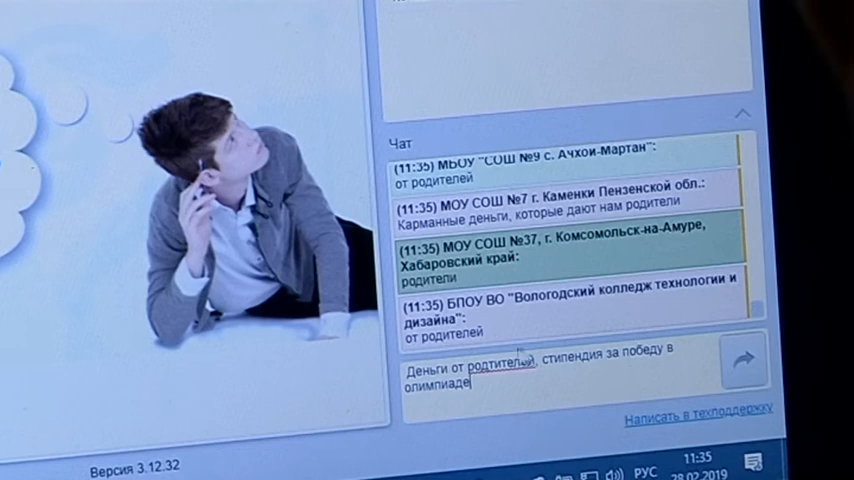 Чат
(11:35) МБОУ "СОШ №9 с. Ачхой-Мартан":
от родителей
(11:35) МОУ СОШ №7 г. Каменки Пензенской обл.:
Карманные деньги, которые дают нам родители
(11:35) МОУ СОШ №37, г. Комсомольск-на-Амуре,
Хабаровский край:
родители
(11:35) БПОУ ВО "Вологодский колледж технологии и
дизайна":
от родителей
Деньги от родтителей, стипендия за победу в
олимпиаде
Написать в техподдержку
Версия 3.12.32
11:35
РУС
28.02.2019